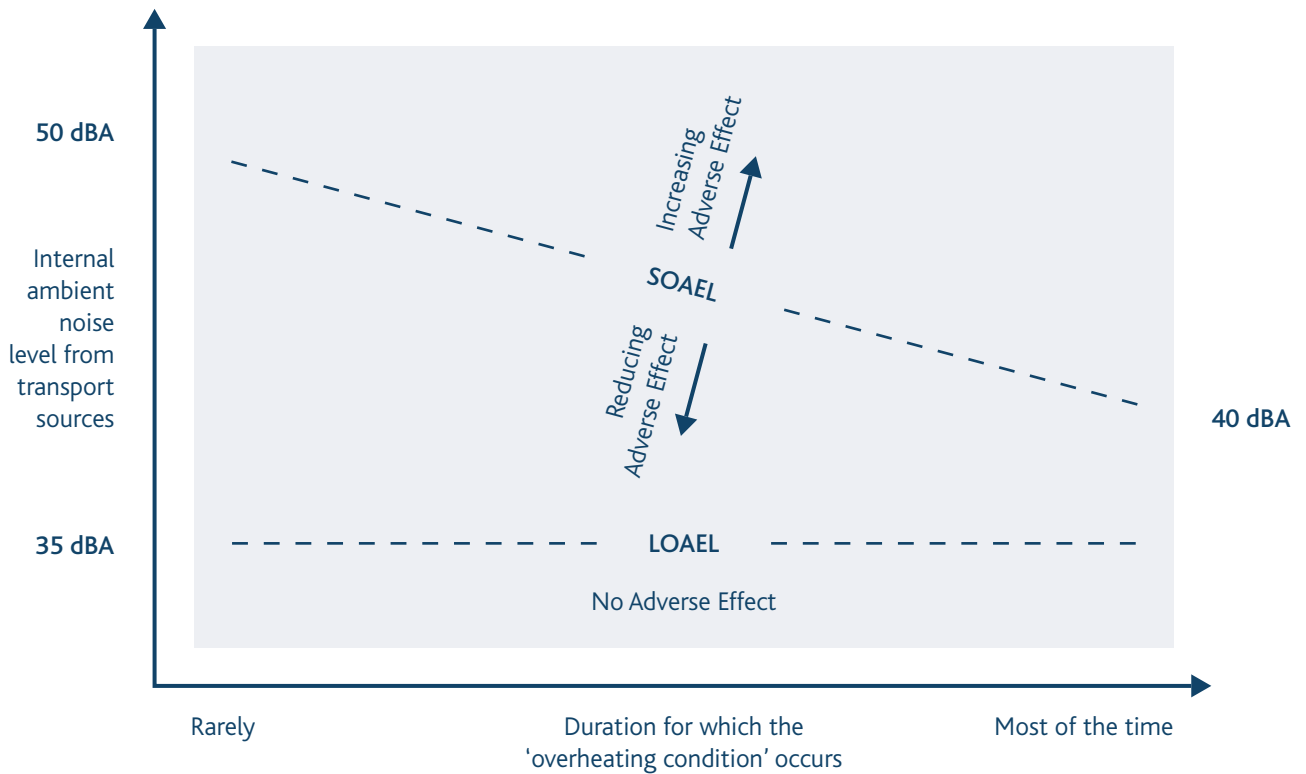 50 dBA
Internal
ambient
noise
level from
transport
sources
35 dBA
Increasing
Adverse Effect
SOAEL
Reducing
Adverse Effect
LOAEL
No Adverse Effect
40 dBA
Rarely
Duration for which the
‘overheating condition’ occurs
Most of the time